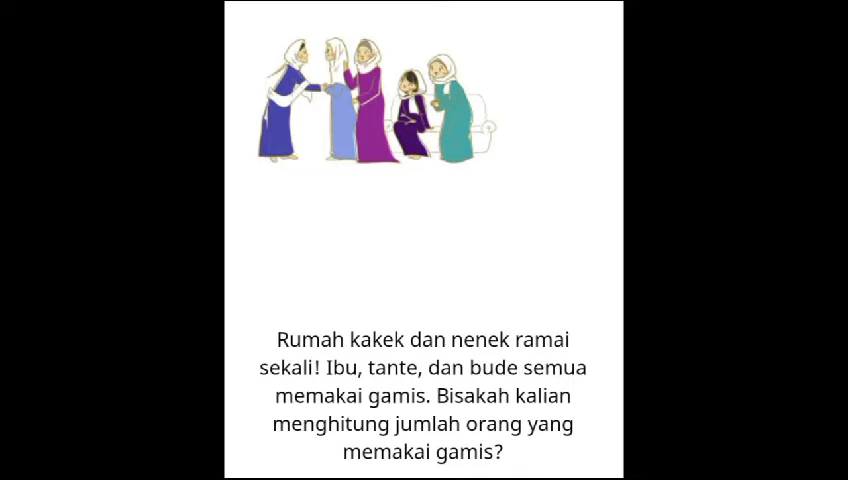 Rumah kakek dan nenek ramai
sekali! Ibu, tante, dan bude semua
memakai gamis. Bisakah kalian
menghitung jumlah orang yang
memakai gamis?